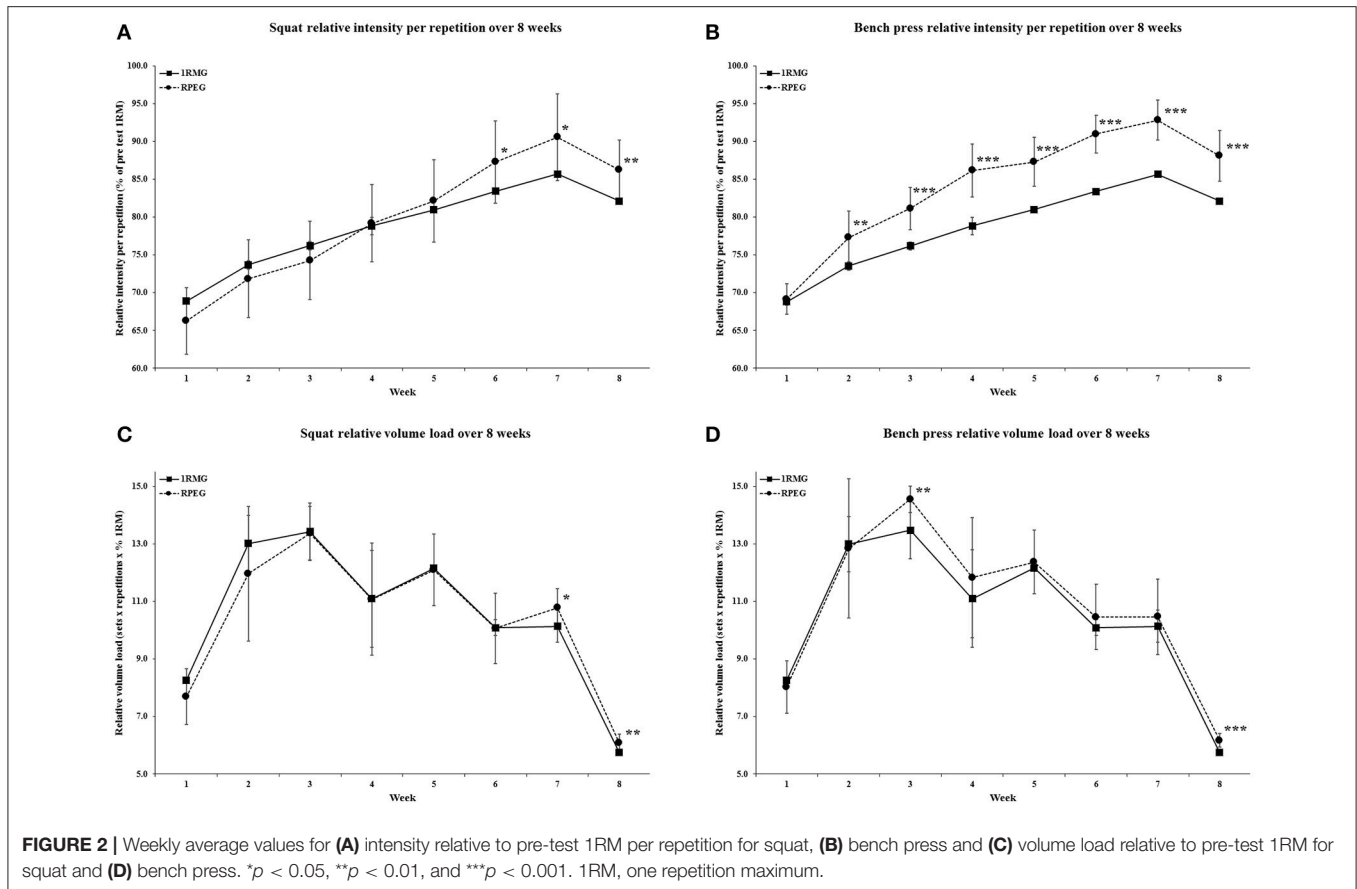 A
Squat relative intensity per repetition over 8 weeks
1RMG
RPEG
Relative intensity per repetition (% of pre test 1RM)
100.0
95.0
90.0
85.0
80.0
75.0
70.0
65.0
60.0
*
*
**
1 2 3 4 5 6 7 8
Week
B
Bench press relative intensity per repetition over 8 weeks
1RMG
RPEG
Relative intensity per repetition (% of pre test 1RM)
100.0
95.0
90.0
85.0
80.0
75.0
70.0
65.0
60.0
**
***
***
***
***
***
***
1 2 3 4 5 6 7 8
Week
C
Squat relative volume load over 8 weeks
1RMG
RPEG
Relative volume load (sets x repetitions x % 1RM)
15.0
13.0
11.0
9.0
7.0
5.0
*
**
1 2 3 4 5 6 7 8
Week
D
Bench press relative volume load over 8 weeks
1RMG
RPEG
Relative volume load (sets x repetitions x % 1RM)
15.0
13.0
11.0
9.0
7.0
5.0
**
***
1 2 3 4 5 6 7 8
Week
FIGURE 2 | Weekly average values for (A) intensity relative to pre-test 1RM per repetition for squat, (B) bench press and (C) volume load relative to pre-test 1RM for
squat and (D) bench press. *p < 0.05, **p < 0.01, and ***p < 0.001. 1RM, one repetition maximum.